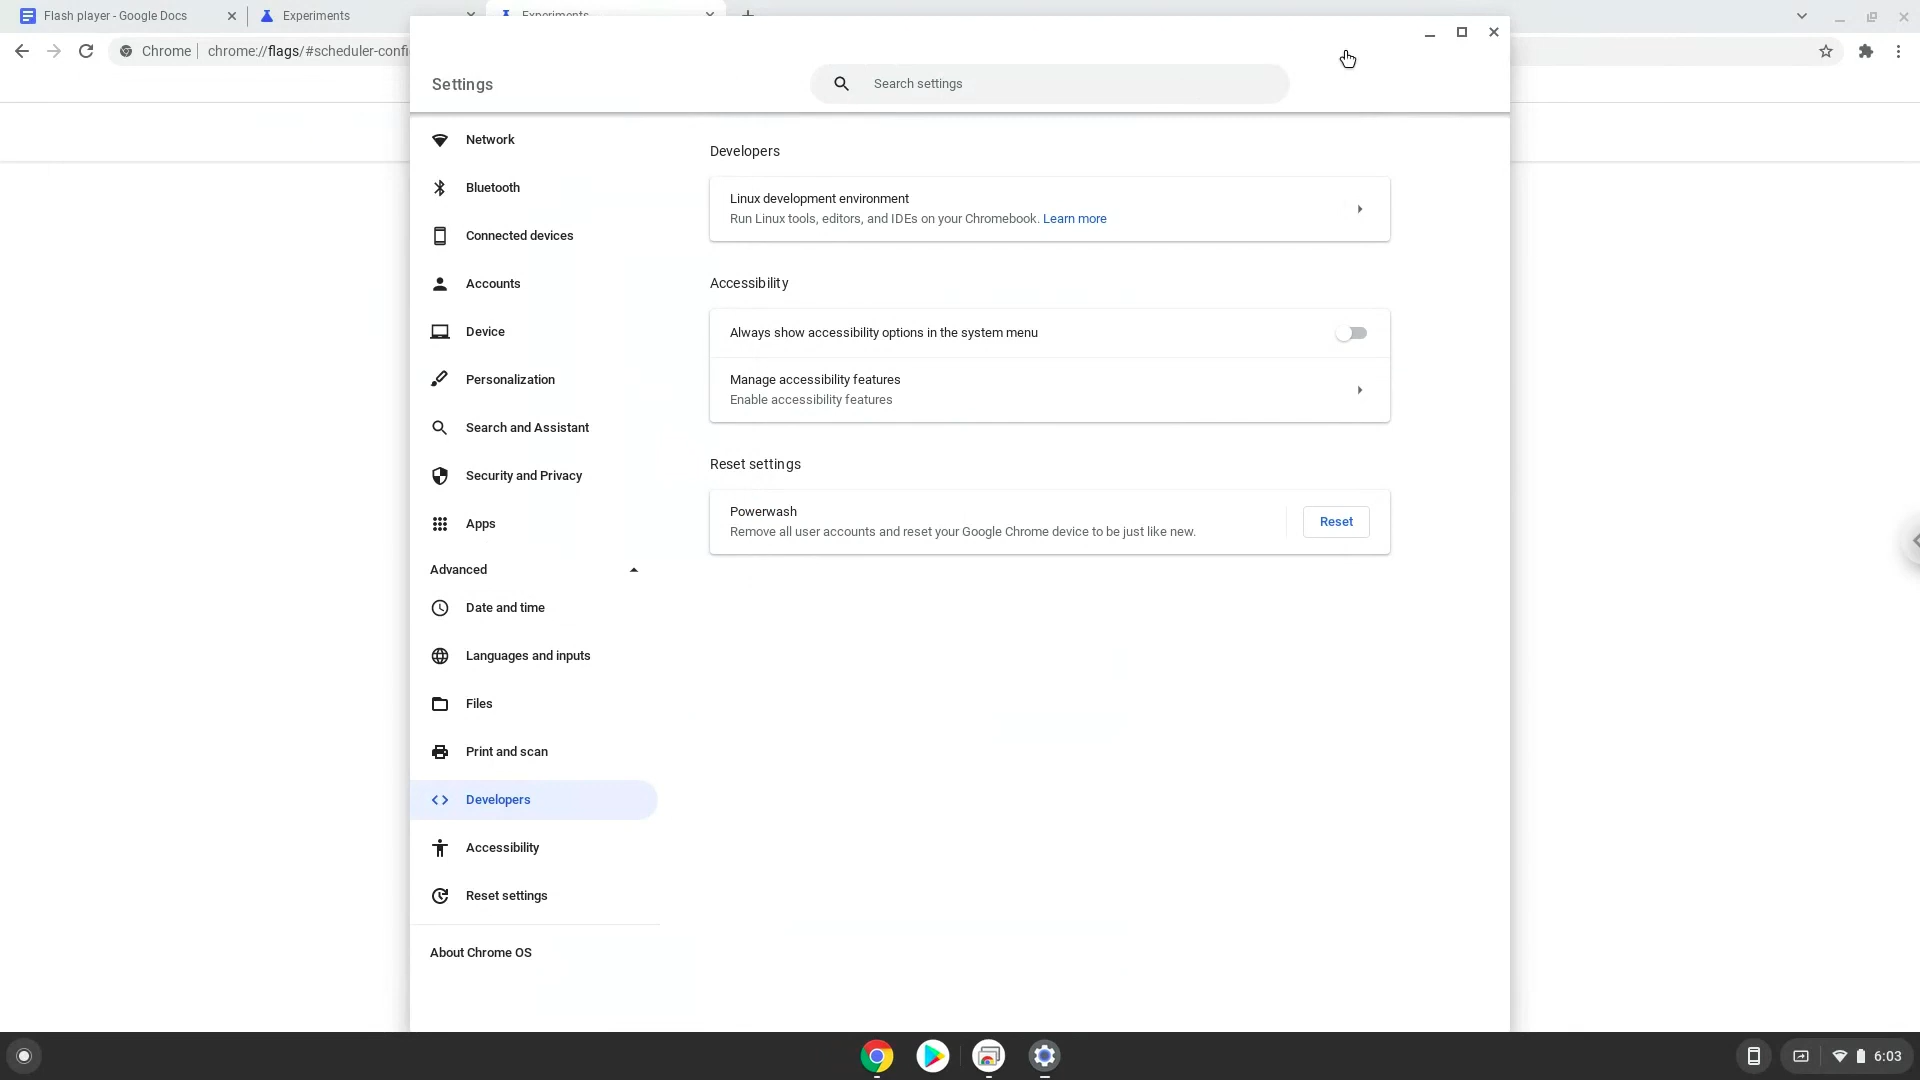 Flash player - Google Docs
Experiments
Experiments
Chrome
chrome://flags/#scheduler-confi
Settings
Search settings
Network
Bluetooth
Connected devices
Accounts
Device
Personalization
Search and Assistant
Security and Privacy
Apps
Advanced
Date and time
Languages and inputs
Files
Print and scan
Developers
Accessibility
Reset settings
About Chrome OS
Developers
Linux development environment
Run Linux tools, editors, and IDEs on your Chromebook. Learn more
Accessibility
Always show accessibility options in the system menu
Manage accessibility features
Enable accessibility features
Reset settings
Powerwash
Remove all user accounts and reset your Google Chrome device to be just like new.
Reset
6:03